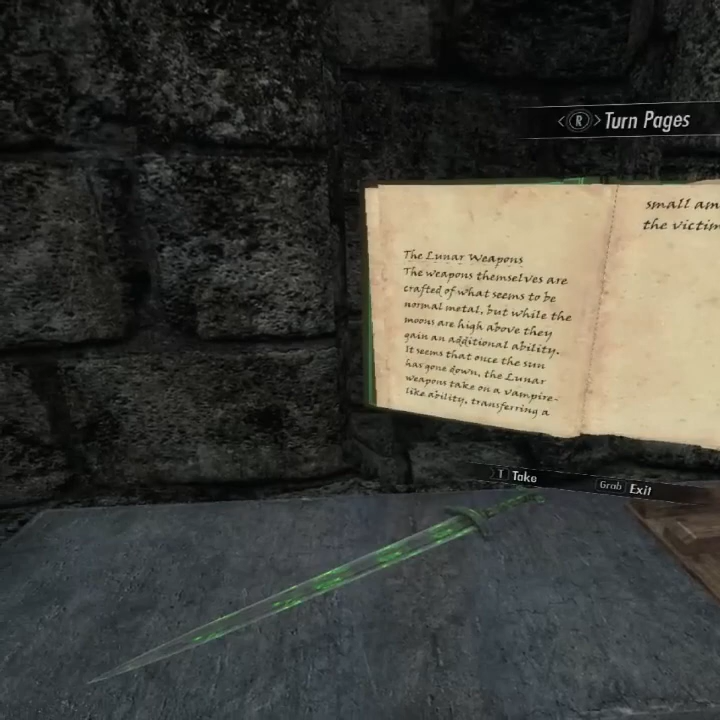 <R> Turn Pages
small am
the victim
The Lunar Weapons
The weapons themselves are
crafted of what seems to be
normal metal, but while the
moons are high above they
gain an additional ability.
It seems that once the sun
has gone down, the Lunar
weapons take on a vampire-
like ability, transferring a
T Take
Grab Exit